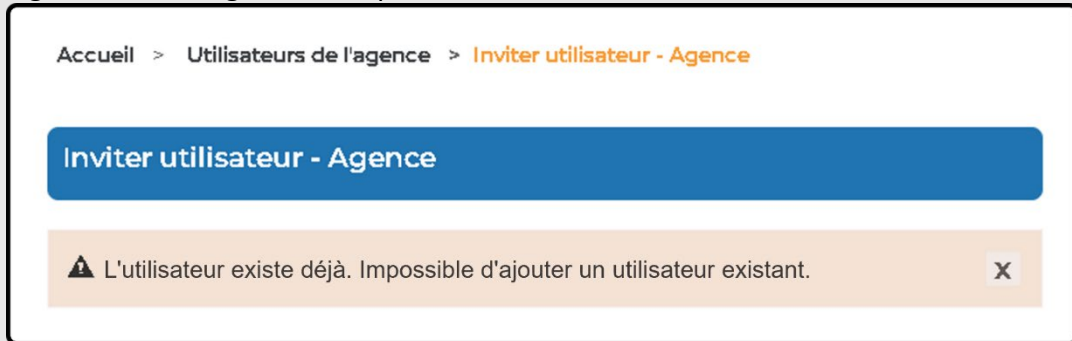 Accueil > Utilisateurs de l'agence > Inviter utilisateur - Agence
Inviter utilisateur - Agence
L'utilisateur existe déjà. Impossible d'ajouter un utilisateur existant.
X